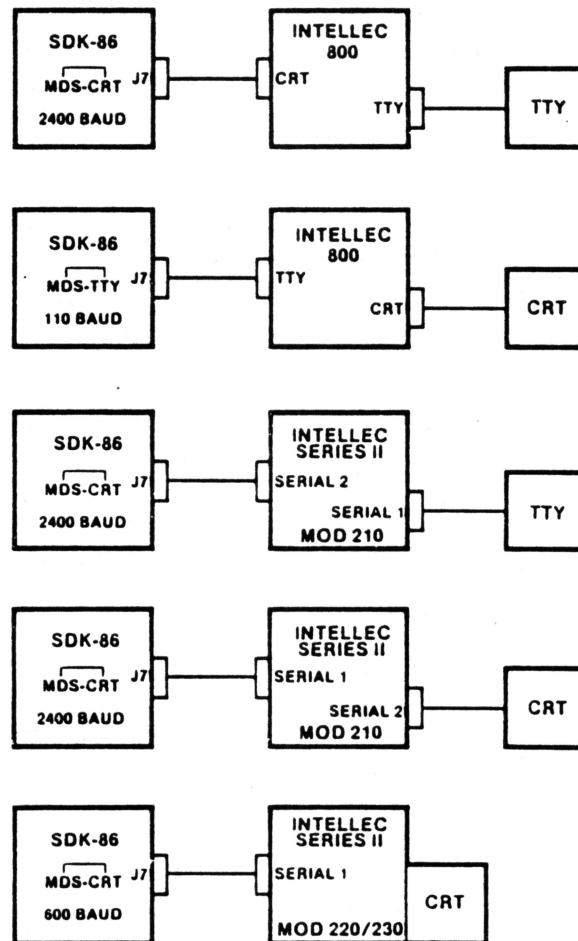 SDK-86
MDS-CRT J7
2400 BAUD
INTELLEC
800
CRT
TTY
TTY
SDK-86
MDS-TTY J7
110 BAUD
INTELLEC
800
TTY
CRT
CRT
SDK-86
MDS-CRT J7
2400 BAUD
INTELLEC
SERIES II
SERIAL 2
SERIAL 1
MOD 210
TTY
SDK-86
MDS-CRT J7
2400 BAUD
INTELLEC
SERIES II
SERIAL 1
SERIAL 2
MOD 210
CRT
SDK-86
MDS-CRT J7
600 BAUD
INTELLEC
SERIES II
SERIAL 1
MOD 220/230
CRT